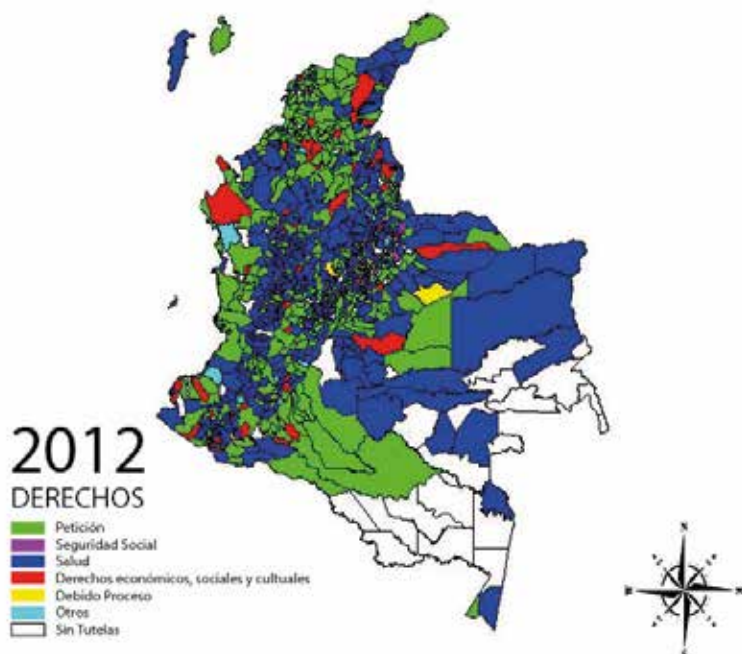 2012
DERECHOS
Petición
Seguridad Social
Salud
Derechos económicos, sociales y cultuales
Debido Proceso
Otros
Sin Tutelas
N